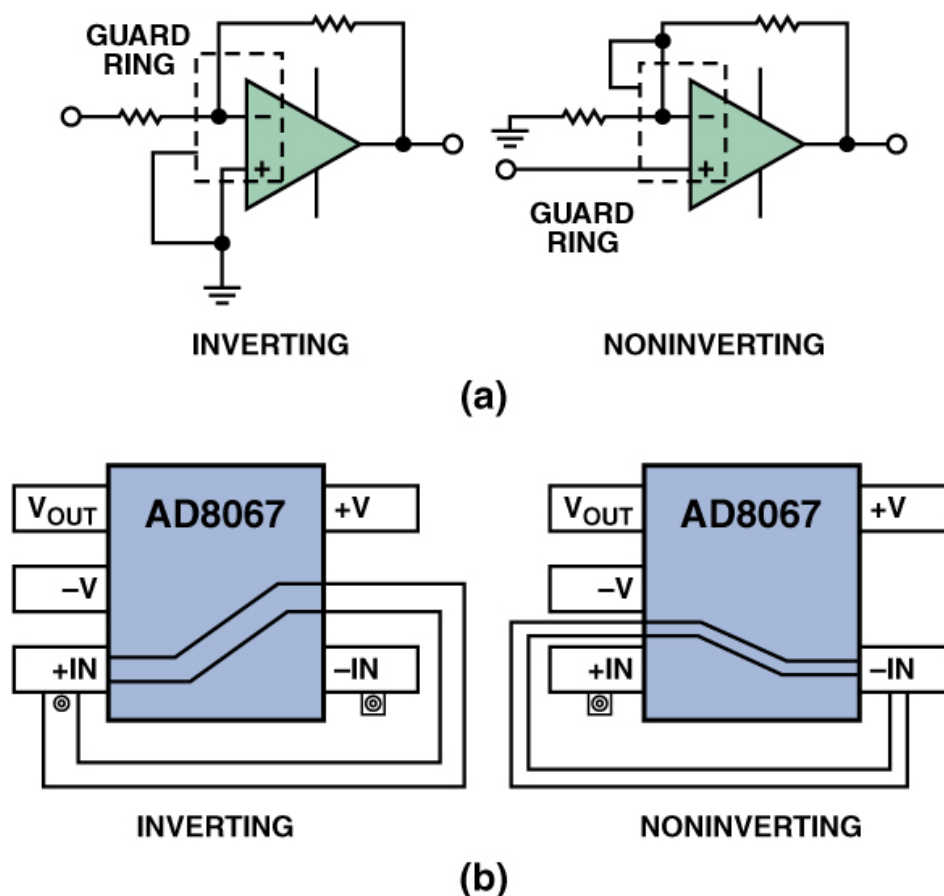 GUARD
RING
–
+
INVERTING
–
+
GUARD
RING
NONINVERTING
(a)
VOUT
AD8067
+V
–V
+IN
–IN
INVERTING
VOUT
AD8067
+V
–V
+IN
–IN
NONINVERTING
(b)